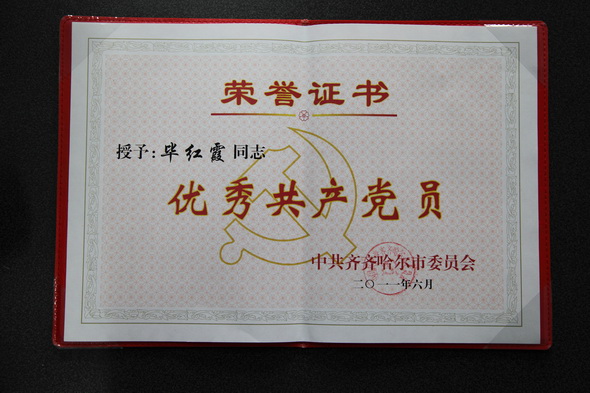 荣誉证书
授予：毕红霞同志
优秀共产党员
中共齐齐哈尔市委员会
二〇一一年六月